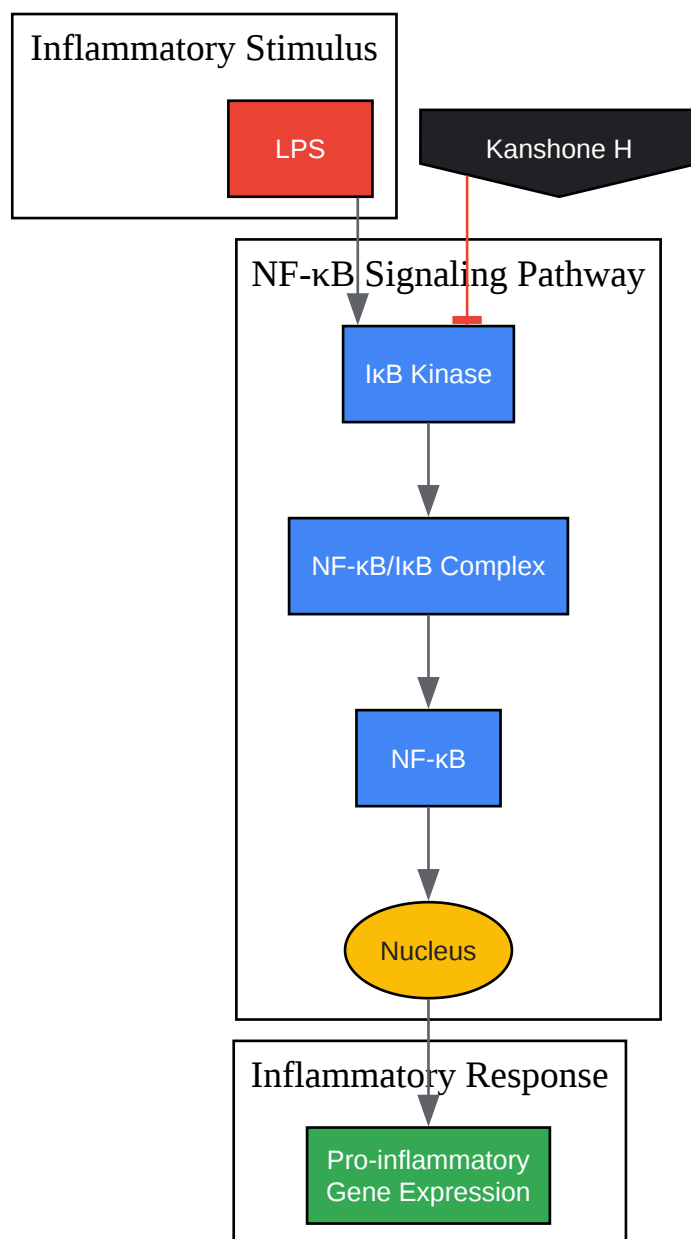 Inflammatory Stimulus
LPS
Kanshone H
NF-κB Signaling Pathway
IκB Kinase
NF-κB/IκB Complex
NF-κB
Nucleus
Inflammatory Response
Pro-inflammatory
Gene Expression